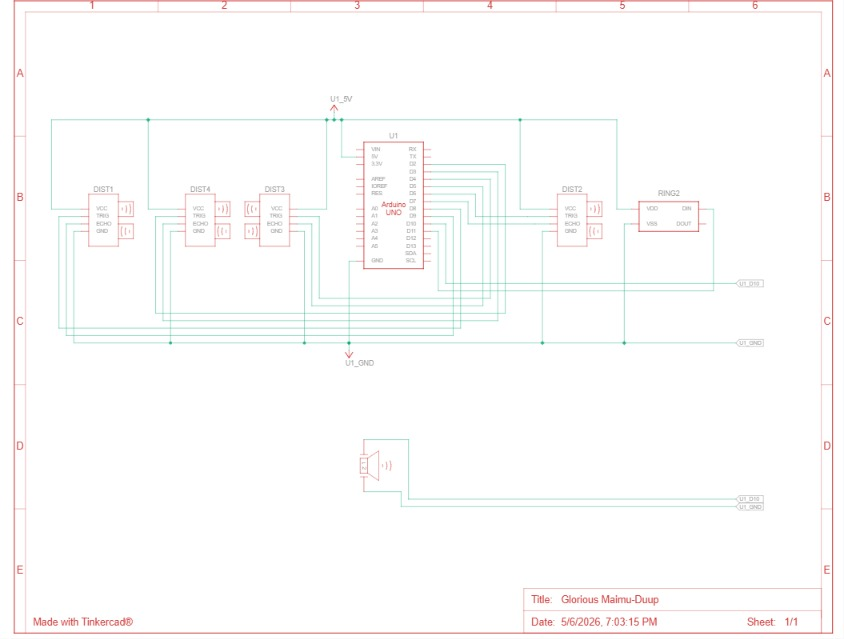 1 2 3 4 5 6
A A
U1_5V
U1
VIN RX
5V TX
3.3V D2
D3
AREF D4
IOREF D5
RES D6
D7
A0 D8
A1 D9
A2 D10
A3 D11
A4 D12
A5 D13
SDA
GND SCL
Arduino
UNO
B B
DIST1
VCC
TRIG
ECHO
GND
DIST4
VCC
TRIG
ECHO
GND
DIST3
VCC
TRIG
ECHO
GND
DIST2
VCC
TRIG
ECHO
GND
RING2
VDD DIN
VSS DOUT
U1_D10
C C
U1_GND
U1_GND
D D
U1_D10
U1_GND
E E
Title: Glorious Maimu-Duup
Made with Tinkercad®
Date: 5/6/2026, 7:03:15 PM Sheet: 1/1